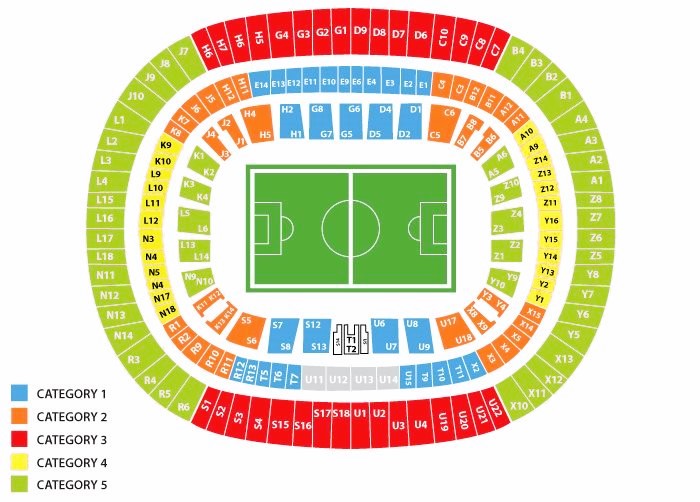 H6 H7 H6 H5 G4 G3 G2 G1 D9 D8 D7 D6 C10 C9 C8 C7
J7 J8 J9 J10 L1 L2 L3 L4 L15 L16 L17 L18 N11 N12 N13 N14 R3 R4 R5 R6
B4 B3 B2 B1 A4 A3 A2 A1 Z8 Z7 Z6 Z5 Y8 Y7 Y6 Y5 X13 X12 X11 X10
E14 E13 E12 E11 E10 E9 E6 E4 E3 E2 E1
K8 K7 J6 J5 H12 H11
C4 C3 B12 B11 A12 A11
K9 K10 L9 L10 L11 L12 N3 N4 N5 N4 N17 N18
A10 A9 Z14 Z13 Z12 Z11 Y16 Y15 Y14 Y13 Y2 Y1
H2 H1 G8 G7 G6 G5 D4 D5 D1 D2
J4 J3 J2 J1 H4 H5
C6 C5 B8 B7 B6 B5
K1 K2 K3 K4 L5 L6 L13 L14 N9 N10
A6 A5 Z10 Z9 Z4 Z3 Z2 Z1 Y9 Y10
K11 K12 K13 K14 S5 S6
S7 S8 S12 S13
S14 T1 T2 S1
U6 U7 U8 U9
U17 U18 Y3 Y4 X8 X9
R1 R2 R9 R10 R11
R12 R13 T5 T6 T7
U11 U12 U13 U14
U15 T9 T10 T11 X2
X3 X4 X5 X14 X15
S1 S2 S3 S4 S15 S16 S17 S18 U1 U2 U3 U4 U19 U20 U21 U22
CATEGORY 1
CATEGORY 2
CATEGORY 3
CATEGORY 4
CATEGORY 5